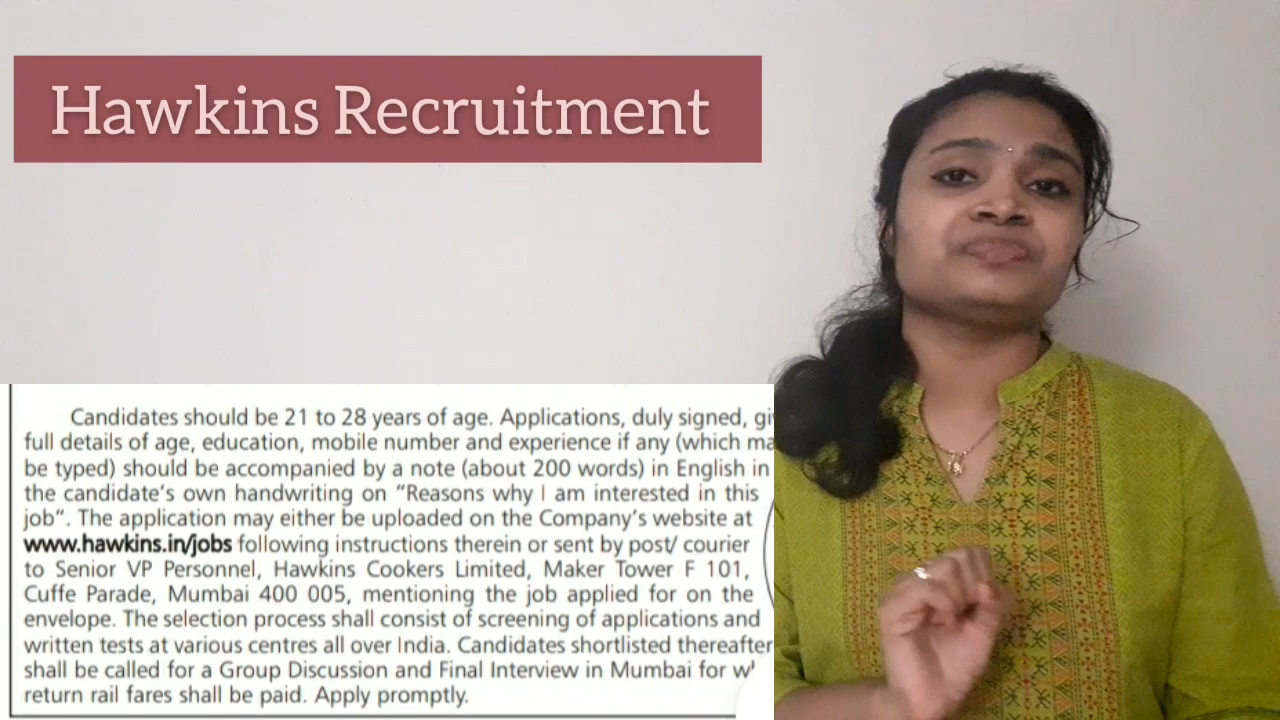 Hawkins Recruitment
Candidates should be 21 to 28 years of age. Applications, duly signed,
full details of age, education, mobile number and experience if any (which
be typed) should be accompanied by a note (about 200 words) in English in
the candidate's own handwriting on “Reasons why I am interested in this
job”. The application may either be uploaded on the Company's website at
www.hawkins.in/jobs following instructions therein or sent by post/ courier
to Senior VP Personnel, Hawkins Cookers Limited, Maker Tower F 101,
Cuffe Parade, Mumbai 400 005, mentioning the job applied for on the
envelope. The selection process shall consist of screening of applications and
written tests at various centres all over India. Candidates shortlisted thereafter
shall be called for a Group Discussion and Final Interview in Mumbai for
return rail fares shall be paid. Apply promptly.